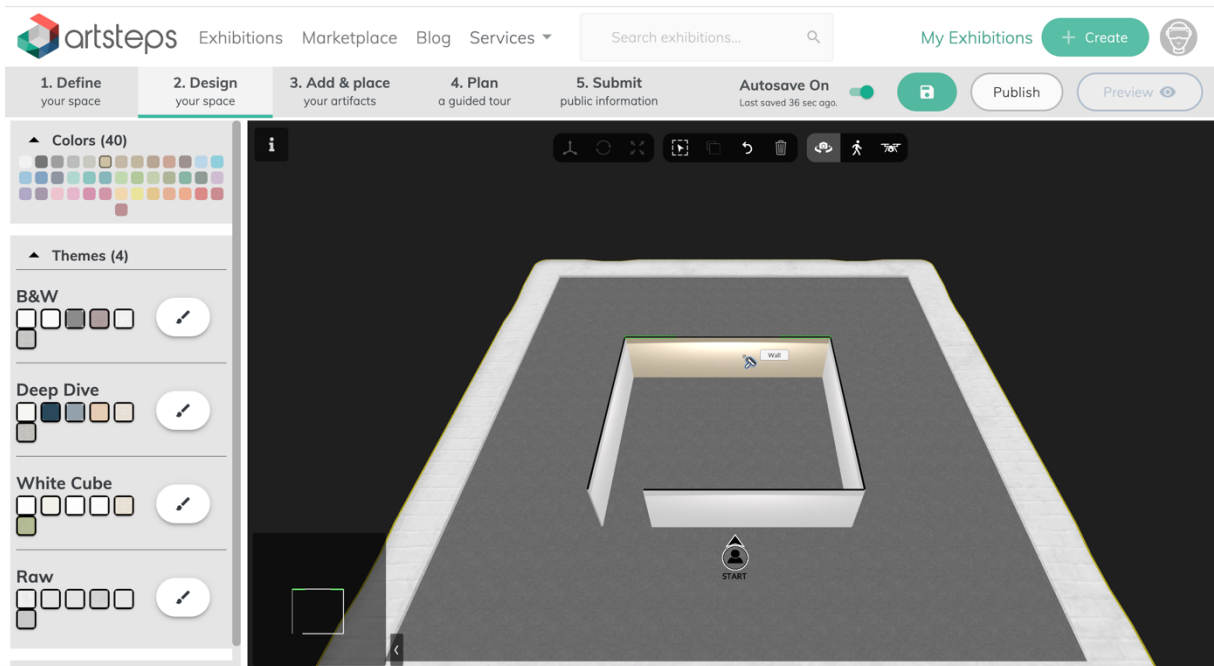 artsteps
Exhibitions Marketplace Blog Services
Search exhibitions...
My Exhibitions
+ Create
1. Define
your space
2. Design
your space
3. Add & place
your artifacts
4. Plan
a guided tour
5. Submit
public information
Autosave On
Last saved 36 sec ago.
Publish
Preview
Colors (40)
i
Themes (4)
B&W
Deep Dive
White Cube
Raw
Wall
START